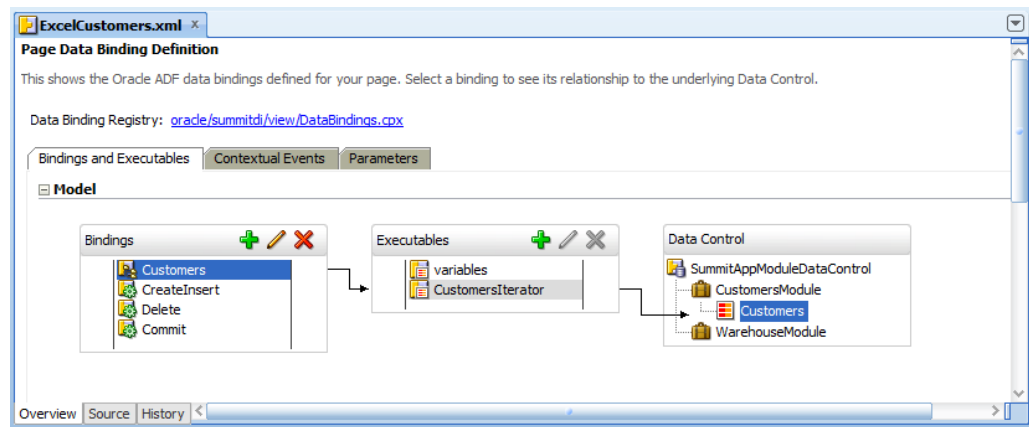 ExcelCustomers.xml x
Page Data Binding Definition
This shows the Oracle ADF data bindings defined for your page. Select a binding to see its relationship to the underlying Data Control.
Data Binding Registry: oracle/summitdi/view/DataBindings.cpx
Bindings and Executables Contextual Events Parameters
Model
Bindings Executables Data Control
Customers variables SummitAppModuleDataControl
CreateInsert CustomersIterator CustomersModule
Delete Customers
Commit WarehouseModule
Overview Source History